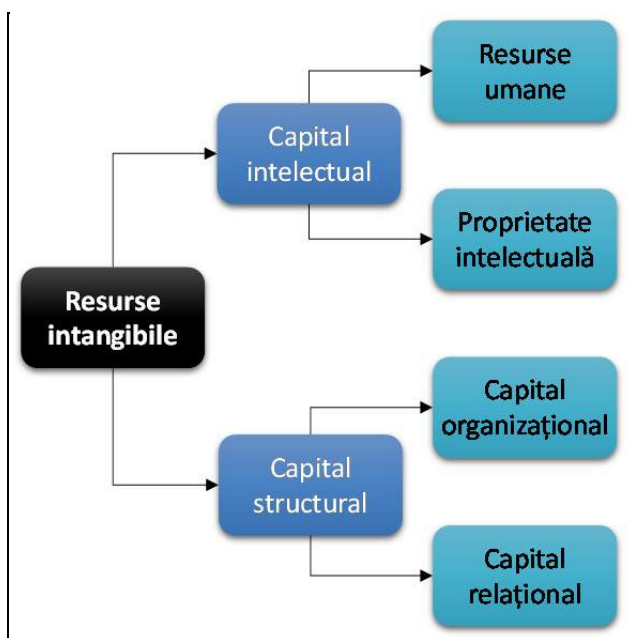 Resurse
umane
Capital
intelectual
Proprietate
intelectuală
Resurse
intangibile
Capital
organizațional
Capital
structural
Capital
relațional